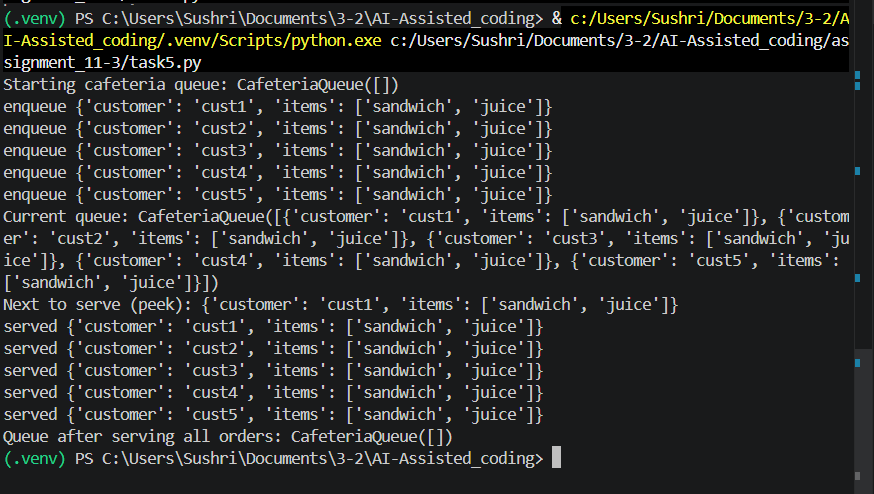 (.venv) PS C:\Users\Sushri\Documents\3-2\AI-Assisted_coding> & c:/Users/Sushri/Documents/3-2/A
I-Assisted_coding/.venv/Scripts/python.exe c:/Users/Sushri/Documents/3-2/AI-Assisted_coding/as
signment_11-3/task5.py
Starting cafeteria queue: CafeteriaQueue([])
enqueue {'customer': 'cust1', 'items': ['sandwich', 'juice']}
enqueue {'customer': 'cust2', 'items': ['sandwich', 'juice']}
enqueue {'customer': 'cust3', 'items': ['sandwich', 'juice']}
enqueue {'customer': 'cust4', 'items': ['sandwich', 'juice']}
enqueue {'customer': 'cust5', 'items': ['sandwich', 'juice']}
Current queue: CafeteriaQueue([{'customer': 'cust1', 'items': ['sandwich', 'juice']}, {'custom
er': 'cust2', 'items': ['sandwich', 'juice']}, {'customer': 'cust3', 'items': ['sandwich', 'ju
ice']}, {'customer': 'cust4', 'items': ['sandwich', 'juice']}, {'customer': 'cust5', 'items':
['sandwich', 'juice']}])
Next to serve (peek): {'customer': 'cust1', 'items': ['sandwich', 'juice']}
served {'customer': 'cust1', 'items': ['sandwich', 'juice']}
served {'customer': 'cust2', 'items': ['sandwich', 'juice']}
served {'customer': 'cust3', 'items': ['sandwich', 'juice']}
served {'customer': 'cust4', 'items': ['sandwich', 'juice']}
served {'customer': 'cust5', 'items': ['sandwich', 'juice']}
Queue after serving all orders: CafeteriaQueue([])
(.venv) PS C:\Users\Sushri\Documents\3-2\AI-Assisted_coding>